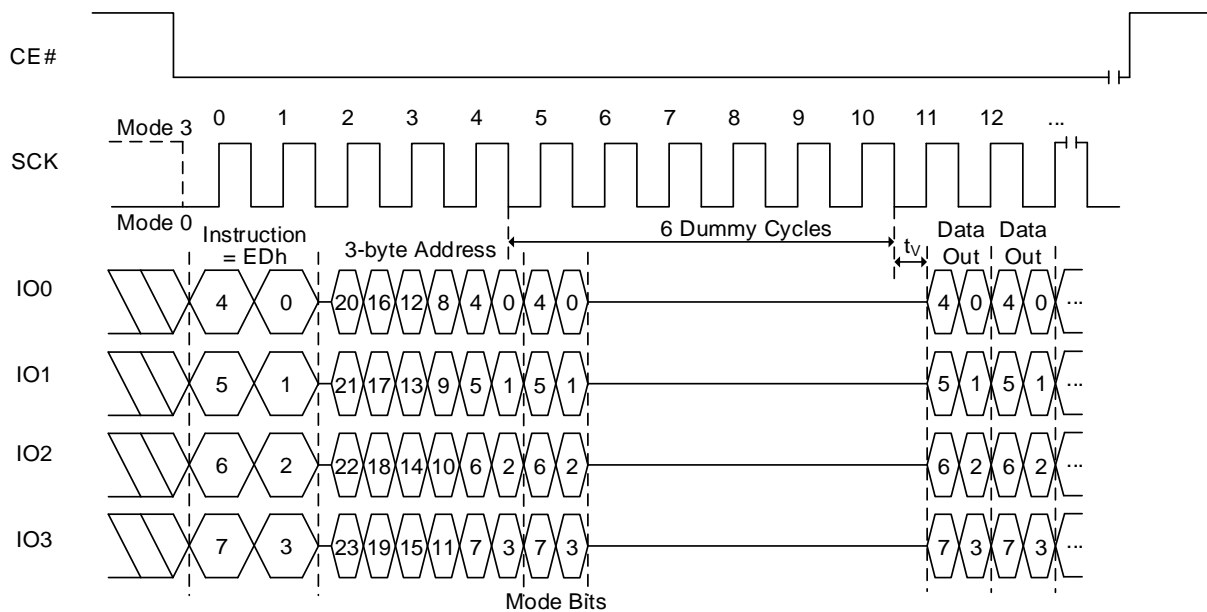 CE#
0 1 2 3 4 5 6 7 8 9 10 11 12 ...
Mode 3
SCK
Mode 0
6 Dummy Cycles
Instruction
= EDh
3-byte Address
tV
Data
Out
Data
Out
IO0 4 0 20 16 12 8 4 0 4 0 4 0 4 0 ...
IO1 5 1 21 17 13 9 5 1 5 1 5 1 5 1 ...
IO2 6 2 22 18 14 10 6 2 6 2 6 2 6 2 ...
IO3 7 3 23 19 15 11 7 3 7 3 7 3 7 3 ...
Mode Bits